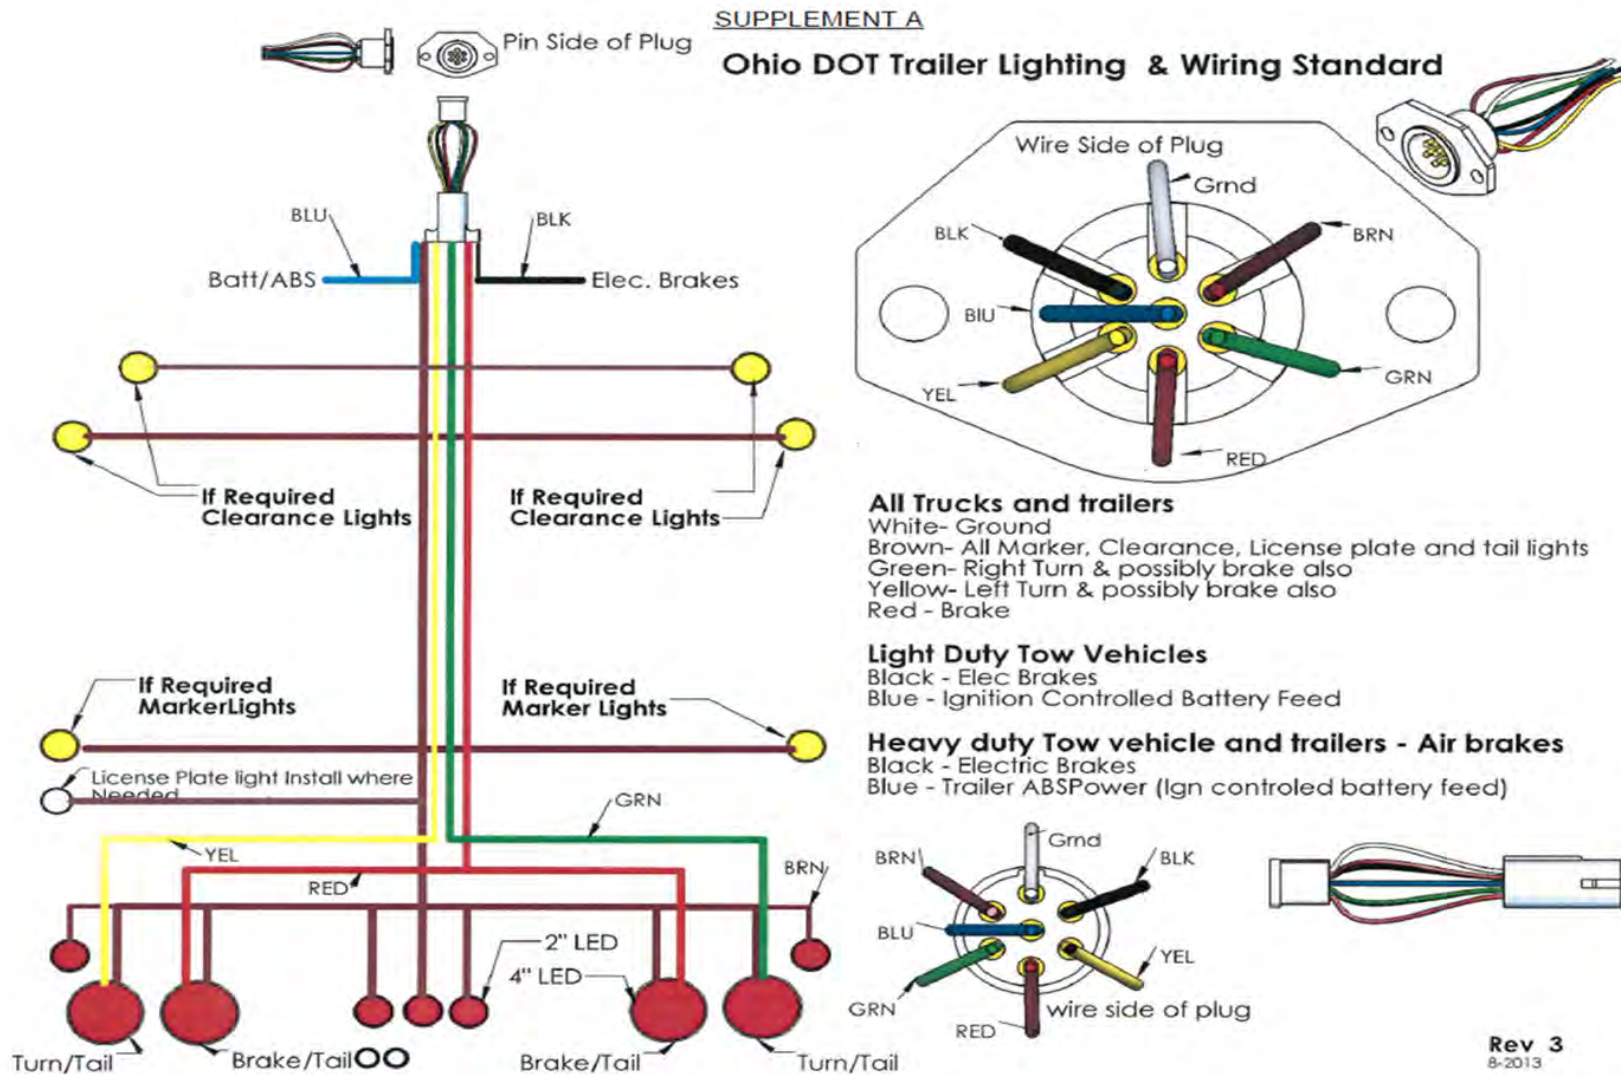 SUPPLEMENT A
Pin Side of Plug
Ohio DOT Trailer Lighting & Wiring Standard
Wire Side of Plug
Grnd
BLK
BRN
BlU
YEL
GRN
RED
BLU
BLK
Batt/ABS
Elec. Brakes
If Required
Clearance Lights
If Required
Clearance Lights
All Trucks and trailers
White- Ground
Brown- All Marker, Clearance, License plate and tail lights
Green- Right Turn & possibly brake also
Yellow- Left Turn & possibly brake also
Red - Brake
Light Duty Tow Vehicles
Black - Elec Brakes
Blue - Ignition Controlled Battery Feed
Heavy duty Tow vehicle and trailers - Air brakes
Black - Electric Brakes
Blue - Trailer ABSPower (Ign controled battery feed)
If Required
MarkerLights
If Required
Marker Lights
License Plate light Install where
Needed
GRN
YEL
RED
BRN
2" LED
4" LED
Turn/Tail
Brake/Tail
Brake/Tail
Turn/Tail
Grnd
BRN
BLK
BLU
YEL
GRN
RED
wire side of plug
Rev 3
8-2013